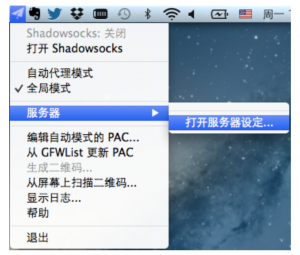 周一
Shadowsocks: 关闭
打开 Shadowsocks
自动代理模式
✓ 全局模式
服务器
打开服务器设定...
编辑自动模式的 PAC...
从 GFWList 更新 PAC
生成二维码...
从屏幕上扫描二维码...
显示日志...
帮助
退出